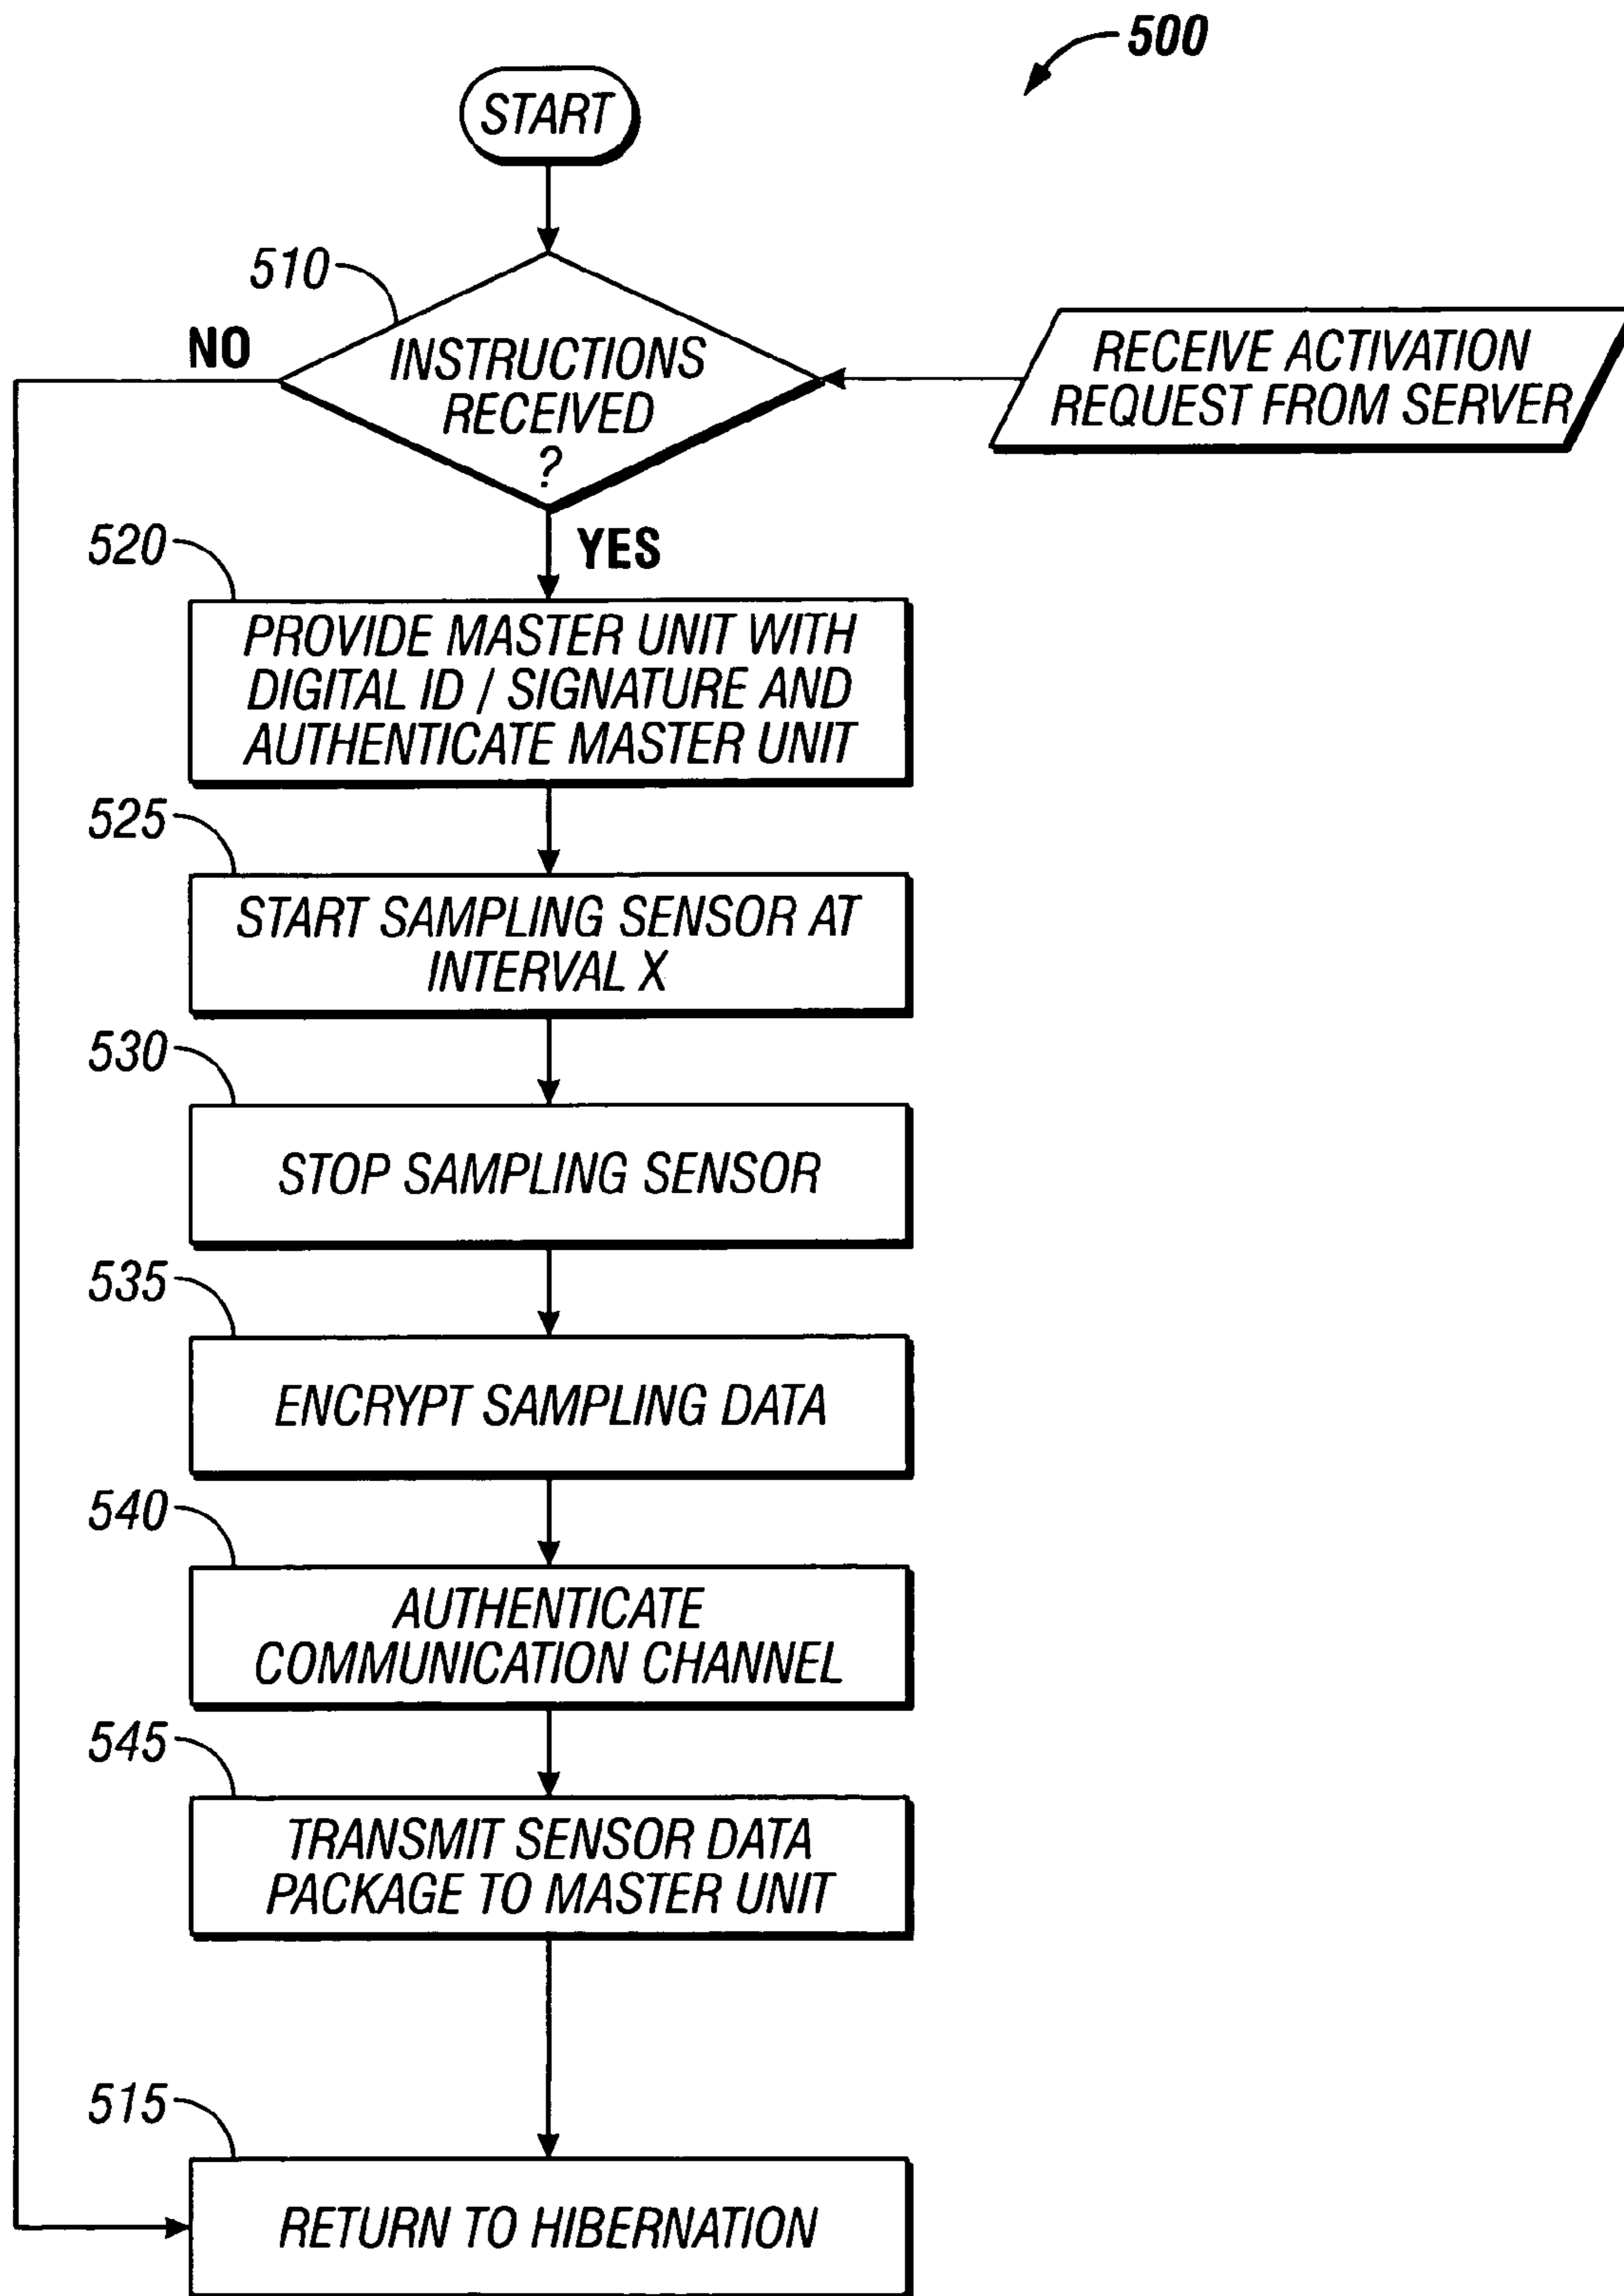 500
START
510
NO
INSTRUCTIONS
RECEIVED
?
RECEIVE ACTIVATION
REQUEST FROM SERVER
YES
520
PROVIDE MASTER UNIT WITH
DIGITAL ID / SIGNATURE AND
AUTHENTICATE MASTER UNIT
525
START SAMPLING SENSOR AT
INTERVAL X
530
STOP SAMPLING SENSOR
535
ENCRYPT SAMPLING DATA
540
AUTHENTICATE
COMMUNICATION CHANNEL
545
TRANSMIT SENSOR DATA
PACKAGE TO MASTER UNIT
515
RETURN TO HIBERNATION